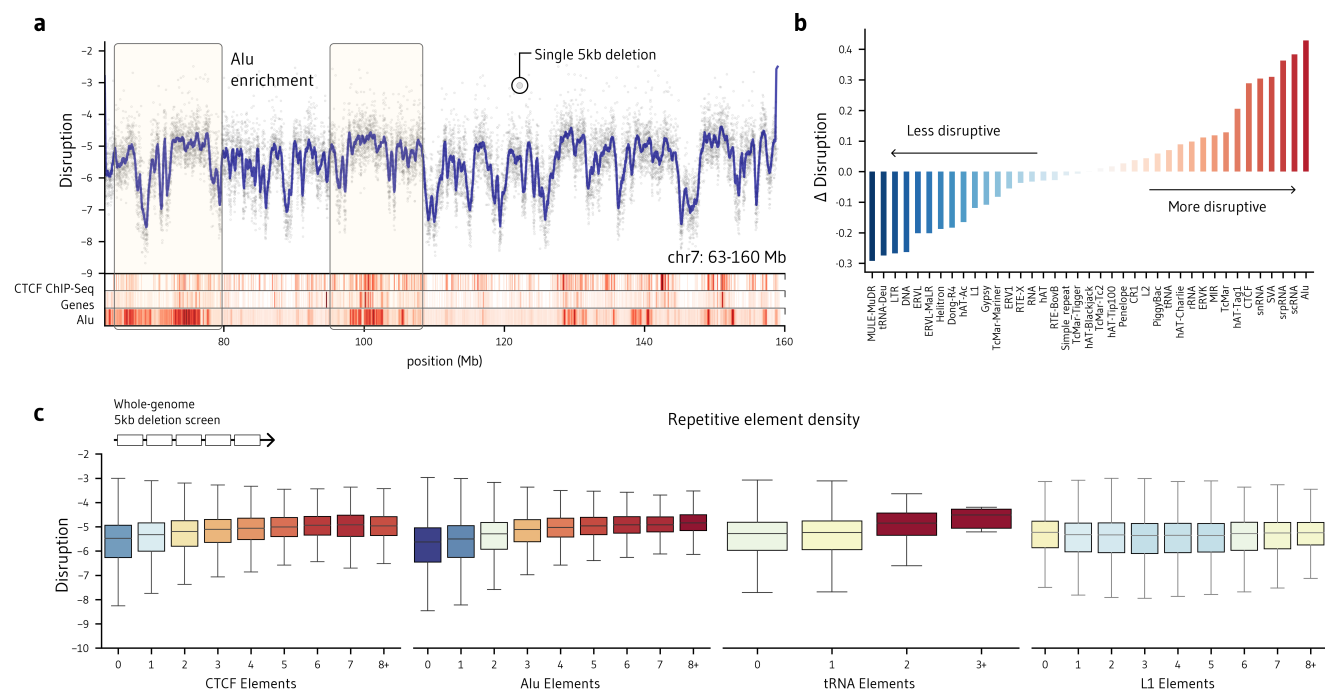 a
Disruption
−2
−3
−4
−5
−6
−7
−8
−9
Alu
enrichment
Single 5kb deletion
chr7: 63-160 Mb
CTCF ChIP-Seq
Genes
Alu
80
100
120
140
160
position (Mb)
b
Δ Disruption
0.4
0.3
0.2
0.1
0.0
-0.1
-0.2
-0.3
Less disruptive
More disruptive
MULE-MuDR
tRNA-Deu
LTR
DNA
ERVL
ERVL-MaLR
Helitron
Dong-R4
hAT-Ac
L1
Gypsy
TcMar-Mariner
ERV1
RTE-X
RNA
hAT
RTE-BovB
Simple_repeat
TcMar-Tigger
hAT-Blackjack
TcMar-Tc2
hAT-Tip100
Penelope
CR1
L2
PiggyBac
tRNA
hAT-Charlie
rRNA
ERVK
MIR
TcMar
hAT-Tag1
CTCF
snRNA
SVA
srpRNA
scRNA
Alu
c
Whole-genome
5kb deletion screen
Repetitive element density
Disruption
−2
−3
−4
−5
−6
−7
−8
−9
−10
0 1 2 3 4 5 6 7 8+
CTCF Elements
0 1 2 3 4 5 6 7 8+
Alu Elements
0 1 2 3+
tRNA Elements
0 1 2 3 4 5 6 7 8+
L1 Elements